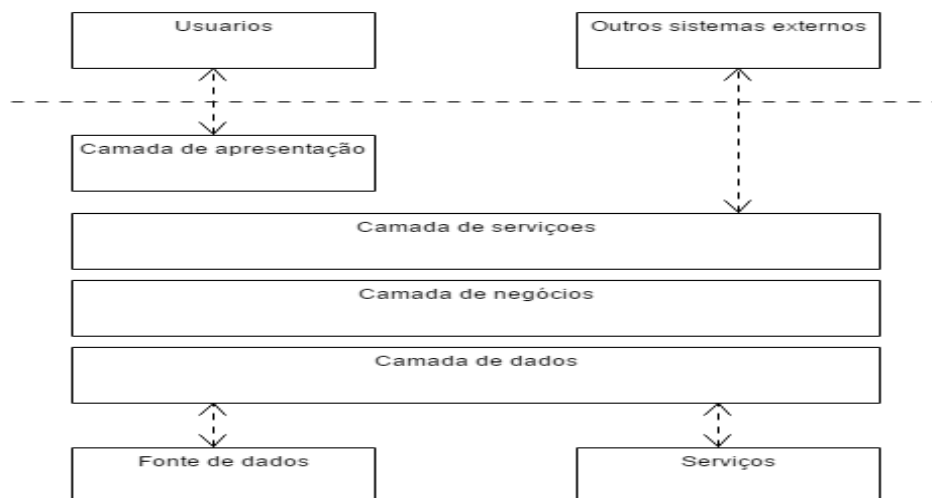 Usuarios
Outros sistemas externos
Camada de apresentação
Camada de serviçoes
Camada de negócios
Camada de dados
Fonte de dados
Serviços